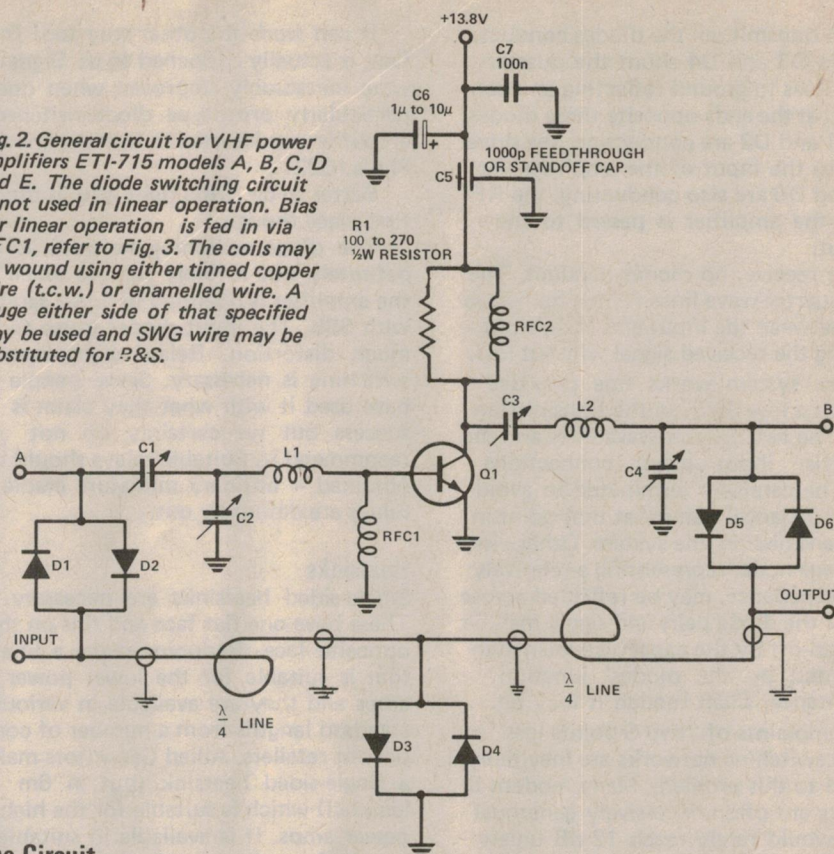 +13.8V
C7
100n
C6
1µ to 10µ
+
1000p FEEDTHROUGH
OR STANDOFF CAP.
C5
g. 2. General circuit for VHF power
plifiers ETI-715 models A, B, C, D
d E. The diode switching circuit
not used in linear operation. Bias
r linear operation is fed in via
FC1, refer to Fig. 3. The coils may
wound using either tinned copper
re (t.c.w.) or enamelled wire. A
uge either side of that specified
ay be used and SWG wire may be
bstituted for B&S.
R1
100 to 270
½W RESISTOR
RFC2
C3
L2
B
A
C1
L1
Q1
C4
C2
RFC1
D5
D6
D1
D2
OUTPUT
INPUT
λ/4 LINE
λ/4 LINE
D3
D4
e Circuit